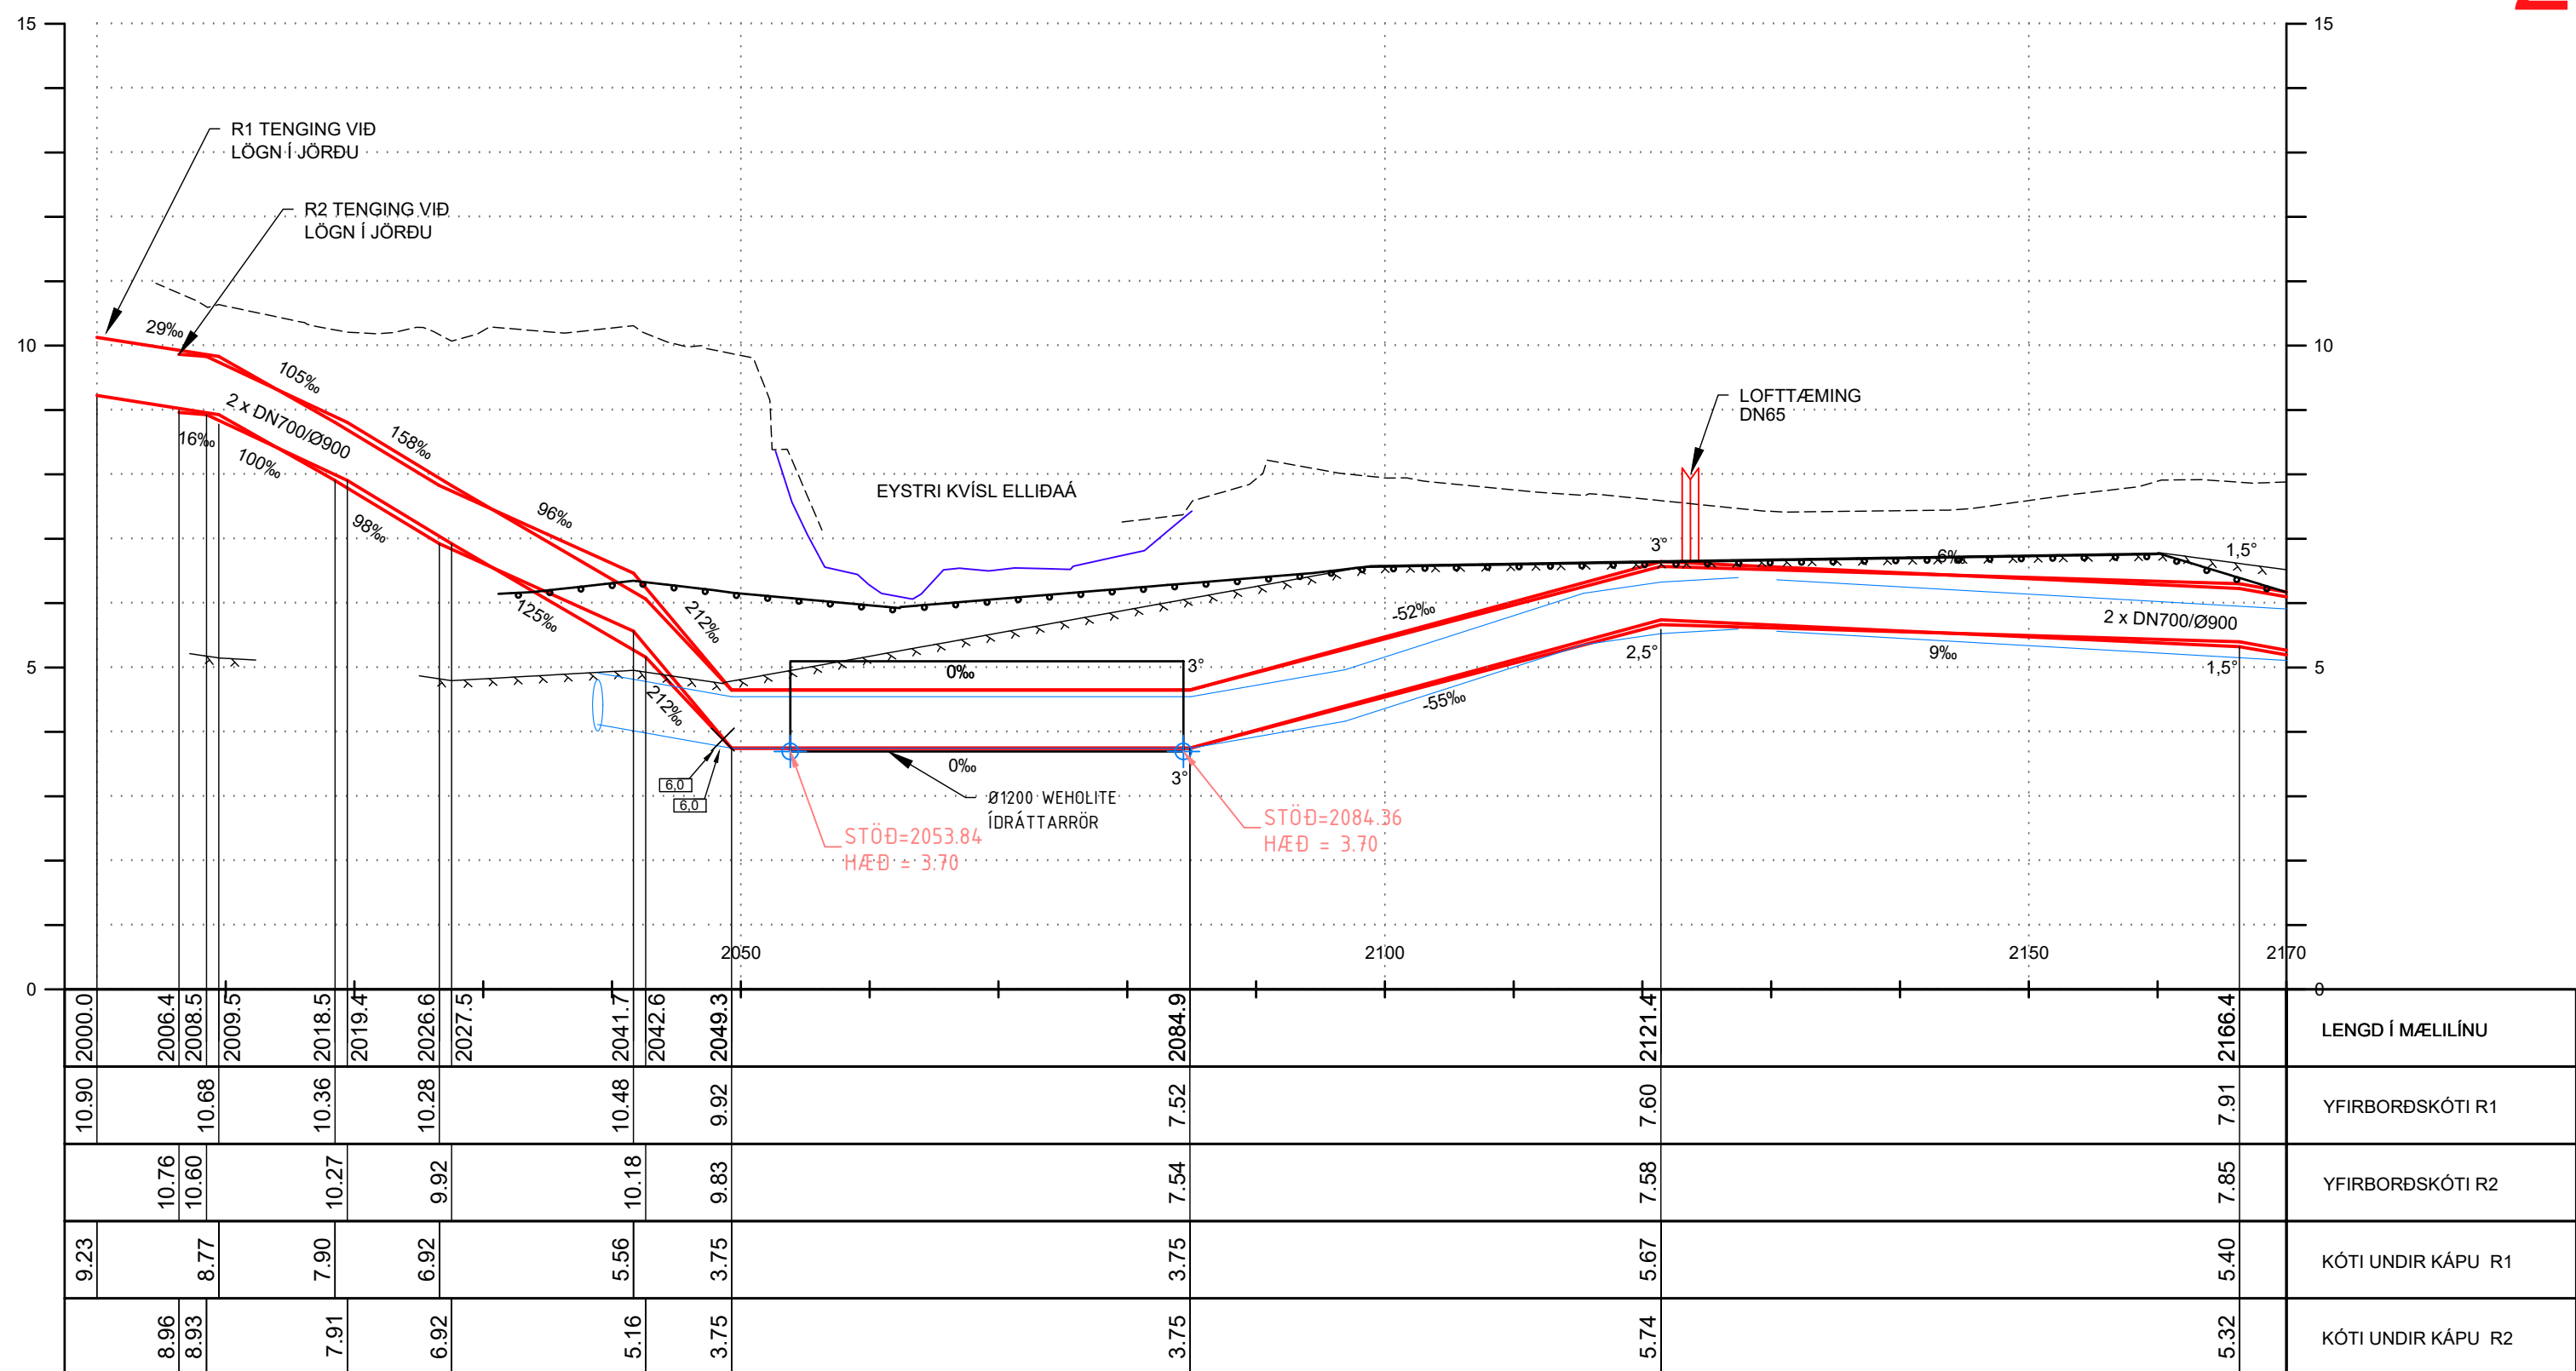 15
15
R1 TENGING VIÐ
LÖGN Í JÖRÐU
R2 TENGING VIÐ
LÖGN Í JÖRÐU
29‰
10
10
105‰
LOFTTÆMING
DN65
2 x DN700/Ø900
16‰
158‰
100‰
EYSTRI KVÍSL ELLIÐAÁ
96‰
98‰
3°
6‰
1,5°
125‰
212‰
-52‰
2 x DN700/Ø900
5
3°
0‰
2,5°
9‰
1,5°
5
212‰
-55‰
0‰
3°
6,0
6,0
Ø1200 WEHOLITE
ÍDRÁTTARRÖR
STÖÐ=2053.84
HÆÐ = 3.70
STÖÐ=2084.36
HÆÐ = 3.70
2050
2100
2150
2170
0
0
2000.0 2006.4 2008.5 2009.5 2018.5 2019.4 2026.6 2027.5 2041.7 2042.6 2049.3 2084.9 2121.4 2166.4 LENGD Í MÆLILÍNU
10.90 10.68 10.36 10.28 10.48 9.92 7.52 7.60 7.91 YFIRBORÐSKÓTI R1
10.76 10.60 10.27 9.92 10.18 9.83 7.54 7.58 7.85 YFIRBORÐSKÓTI R2
9.23 8.77 7.90 6.92 5.56 3.75 3.75 5.67 5.40 KÓTI UNDIR KÁPU R1
8.96 8.93 7.91 6.92 5.16 3.75 3.75 5.74 5.32 KÓTI UNDIR KÁPU R2